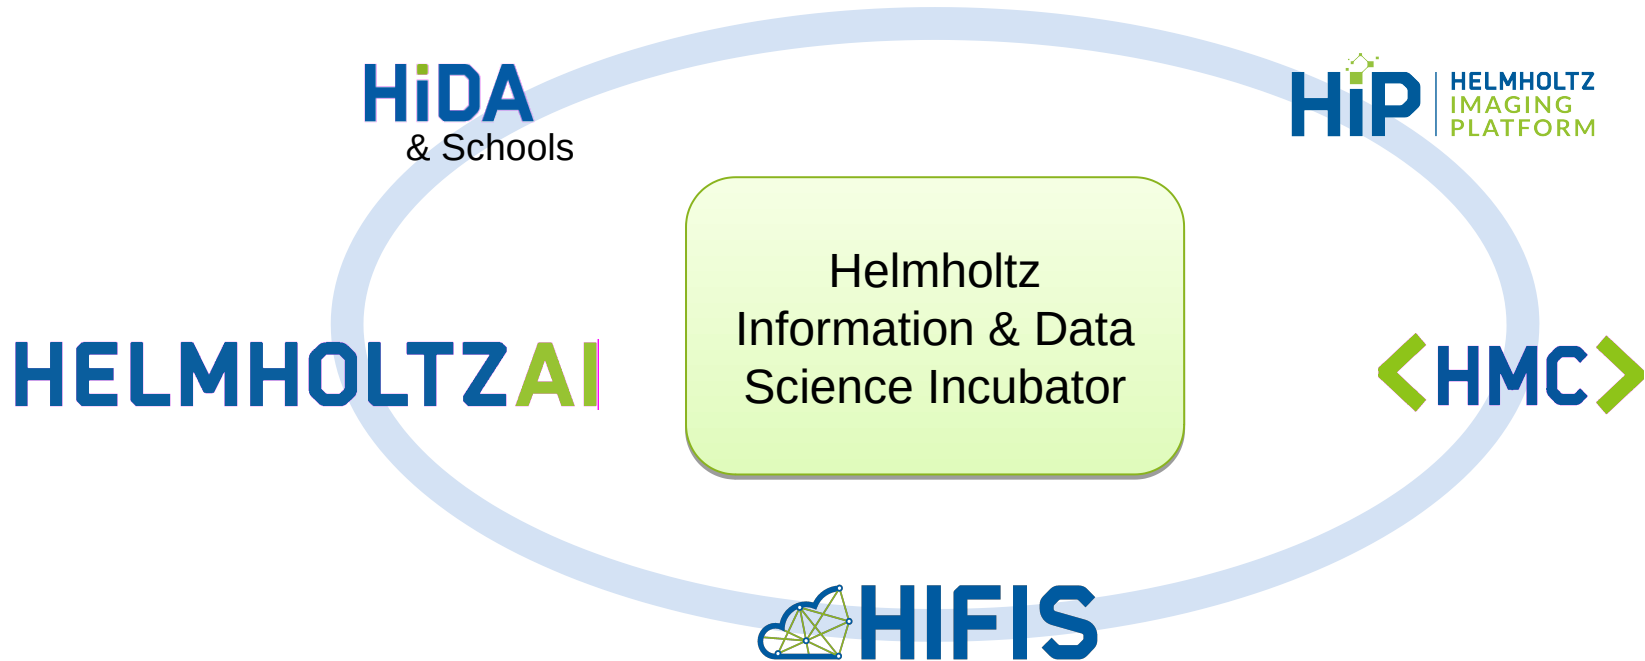 HiDA
& Schools
HiP
HELMHOLTZ
IMAGING
PLATFORM
Helmholtz
Information & Data
Science Incubator
HELMHOLTZAI
<HMC>
HIFIS